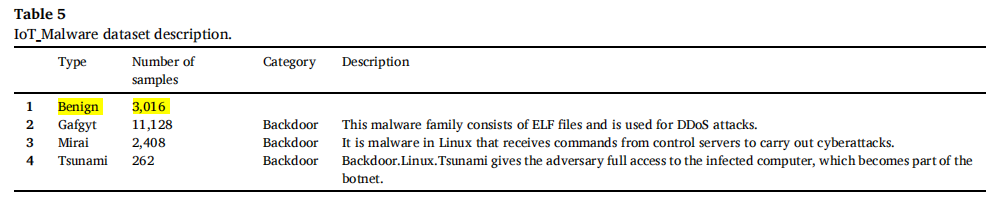 Table 5
IoT_Malware dataset description.
Type Number of samples Category Description
1 Benign 3,016
2 Gafgyt 11,128 Backdoor This malware family consists of ELF files and is used for DDoS attacks.
3 Mirai 2,408 Backdoor It is malware in Linux that receives commands from control servers to carry out cyberattacks.
4 Tsunami 262 Backdoor Backdoor.Linux.Tsunami gives the adversary full access to the infected computer, which becomes part of the
botnet.